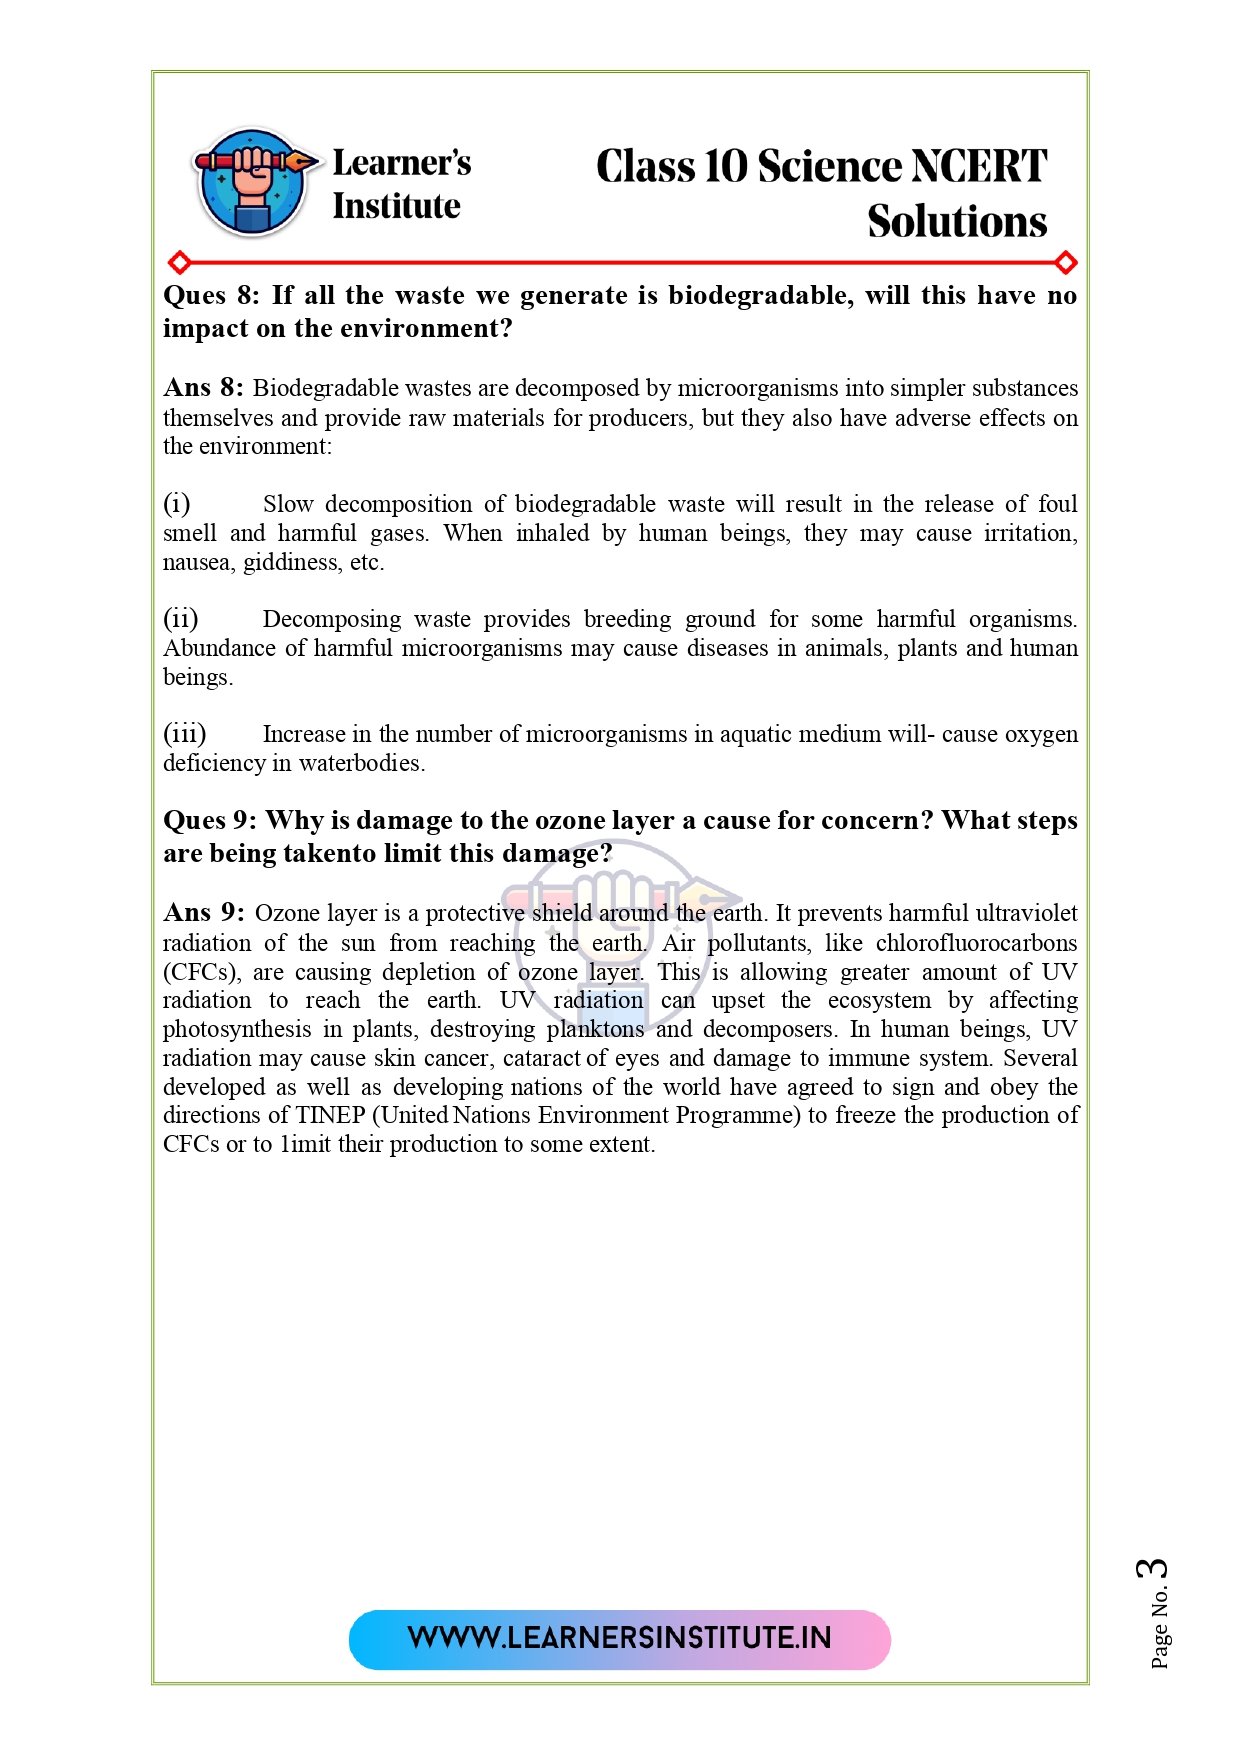 Learner's
Institute
Class 10 Science NCERT
Solutions
Ques 8: If all the waste we generate is biodegradable, will this have no
impact on the environment?
Ans 8: Biodegradable wastes are decomposed by microorganisms into simpler substances
themselves and provide raw materials for producers, but they also have adverse effects on
the environment:
(i) Slow decomposition of biodegradable waste will result in the release of foul
smell and harmful gases. When inhaled by human beings, they may cause irritation,
nausea, giddiness, etc.
(ii) Decomposing waste provides breeding ground for some harmful organisms.
Abundance of harmful microorganisms may cause diseases in animals, plants and human
beings.
(iii) Increase in the number of microorganisms in aquatic medium will- cause oxygen
deficiency in waterbodies.
Ques 9: Why is damage to the ozone layer a cause for concern? What steps
are being takento limit this damage?
Ans 9: Ozone layer is a protective shield around the earth. It prevents harmful ultraviolet
radiation of the sun from reaching the earth. Air pollutants, like chlorofluorocarbons
(CFCs), are causing depletion of ozone layer. This is allowing greater amount of UV
radiation to reach the earth. UV radiation can upset the ecosystem by affecting
photosynthesis in plants, destroying planktons and decomposers. In human beings, UV
radiation may cause skin cancer, cataract of eyes and damage to immune system. Several
developed as well as developing nations of the world have agreed to sign and obey the
directions of TINEP (United Nations Environment Programme) to freeze the production of
CFCs or to 1imit their production to some extent.
WWW.LEARNERSINSTITUTE.IN
Page No. 3